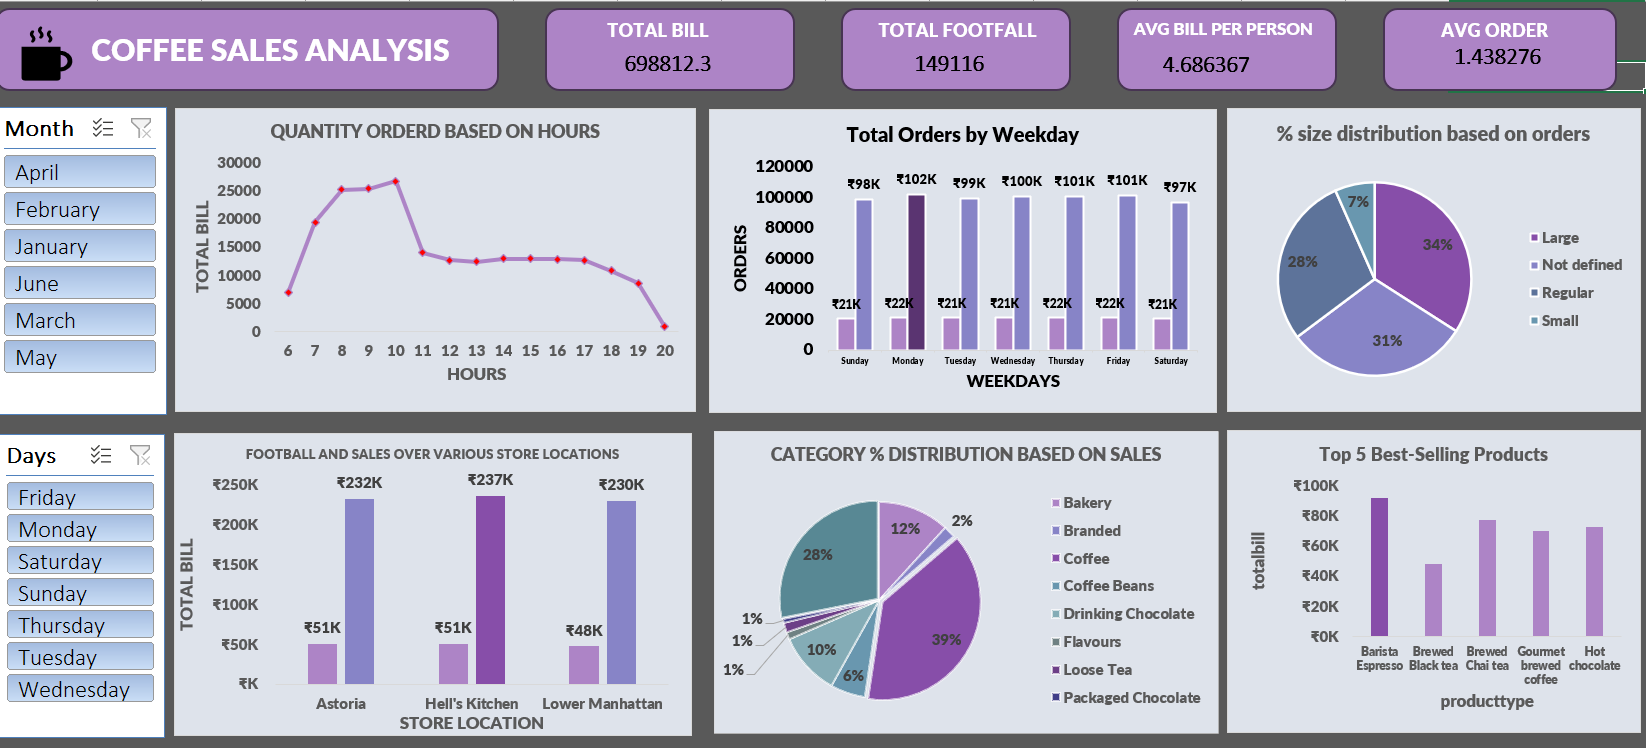 COFFEE SALES ANALYSIS
TOTAL BILL
698812.3
TOTAL FOOTFALL
149116
AVG BILL PER PERSON
4.686367
AVG ORDER
1.438276
Month
April
February
January
June
March
May
QUANTITY ORDERD BASED ON HOURS
TOTAL BILL
30000
25000
20000
15000
10000
5000
0
6 7 8 9 10 11 12 13 14 15 16 17 18 19 20
HOURS
Total Orders by Weekday
ORDERS
120000
100000
80000
60000
40000
20000
0
₹98K ₹102K ₹99K ₹100K ₹101K ₹101K ₹97K
₹21K ₹22K ₹21K ₹21K ₹22K ₹22K ₹21K
Sunday Monday Tuesday Wednesday Thursday Friday Saturday
WEEKDAYS
% size distribution based on orders
7%
34%
28%
31%
Large
Not defined
Regular
Small
Days
Friday
Monday
Saturday
Sunday
Thursday
Tuesday
Wednesday
FOOTBALL AND SALES OVER VARIOUS STORE LOCATIONS
TOTAL BILL
₹250K
₹200K
₹150K
₹100K
₹50K
₹K
₹232K ₹237K ₹230K
₹51K ₹51K ₹48K
Astoria Hell's Kitchen Lower Manhattan
STORE LOCATION
CATEGORY % DISTRIBUTION BASED ON SALES
12%
2%
28%
39%
1%
1%
1%
10%
6%
Bakery
Branded
Coffee
Coffee Beans
Drinking Chocolate
Flavours
Loose Tea
Packaged Chocolate
Top 5 Best-Selling Products
totalbill
₹100K
₹80K
₹60K
₹40K
₹20K
₹0K
Barista Brewed Brewed Gourmet Hot
Espresso Black tea Chai tea brewed chocolate
coffee
producttype